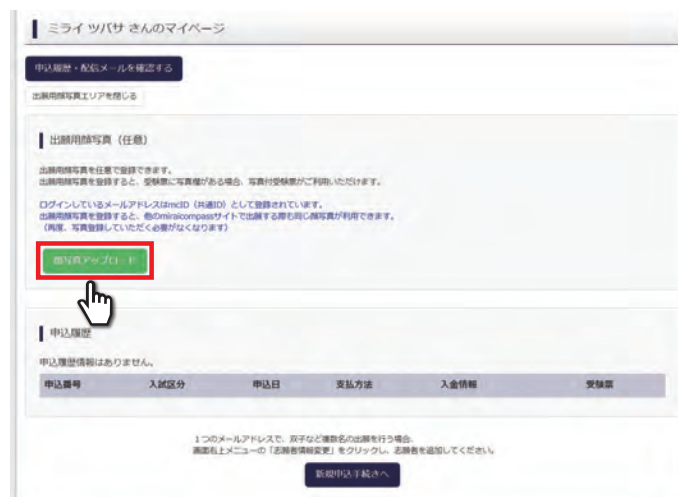 ミライ ツバサ さんのマイページ
申込履歴・配信メールを確認する
出願用顔写真エリアを閉じる
出願用顔写真（任意）
出願用顔写真を任意で登録できます。
出願用顔写真を登録すると、受験票に写真欄がある場合、写真付受験票がご利用いただけます。
ログインしているメールアドレスはmcID（共通ID）として登録されています。
出願用顔写真を登録すると、他のmiraicompassサイトで出願する際も同じ顔写真が利用できます。
（再度、写真登録していただく必要がなくなります）
顔写真アップロード
申込履歴
申込履歴情報はありません。
申込番号 入試区分 申込日 支払方法 入金情報 受験票
1つのメールアドレスで、双子など複数名の出願を行う場合、
画面右上メニューの「志願者情報変更」をクリックし、志願者を追加してください。
新規申込手続きへ